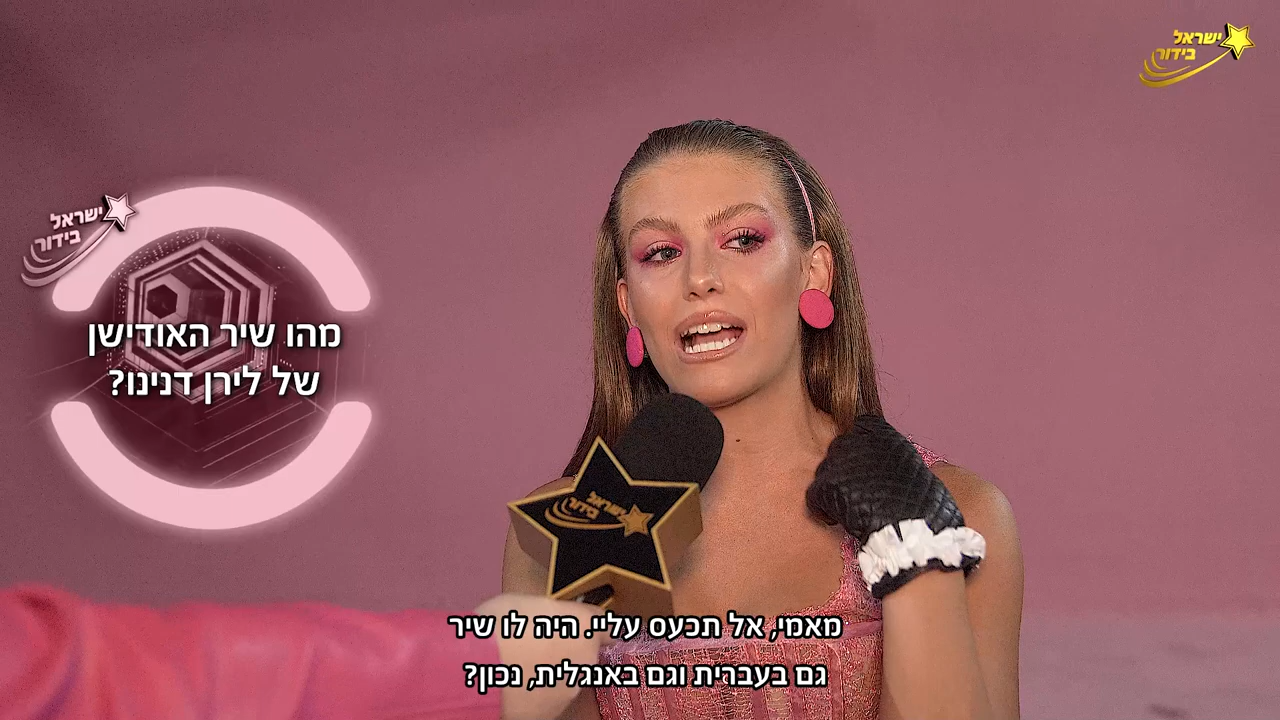 ישראל
בידור
ישראל
בידור
מהו שיר האודישן
של לירן דנינו?
ישראל
בידור
מאמי, אל תכעס עליי. היה לו שיר
גם בעברית וגם באנגלית, נכון?